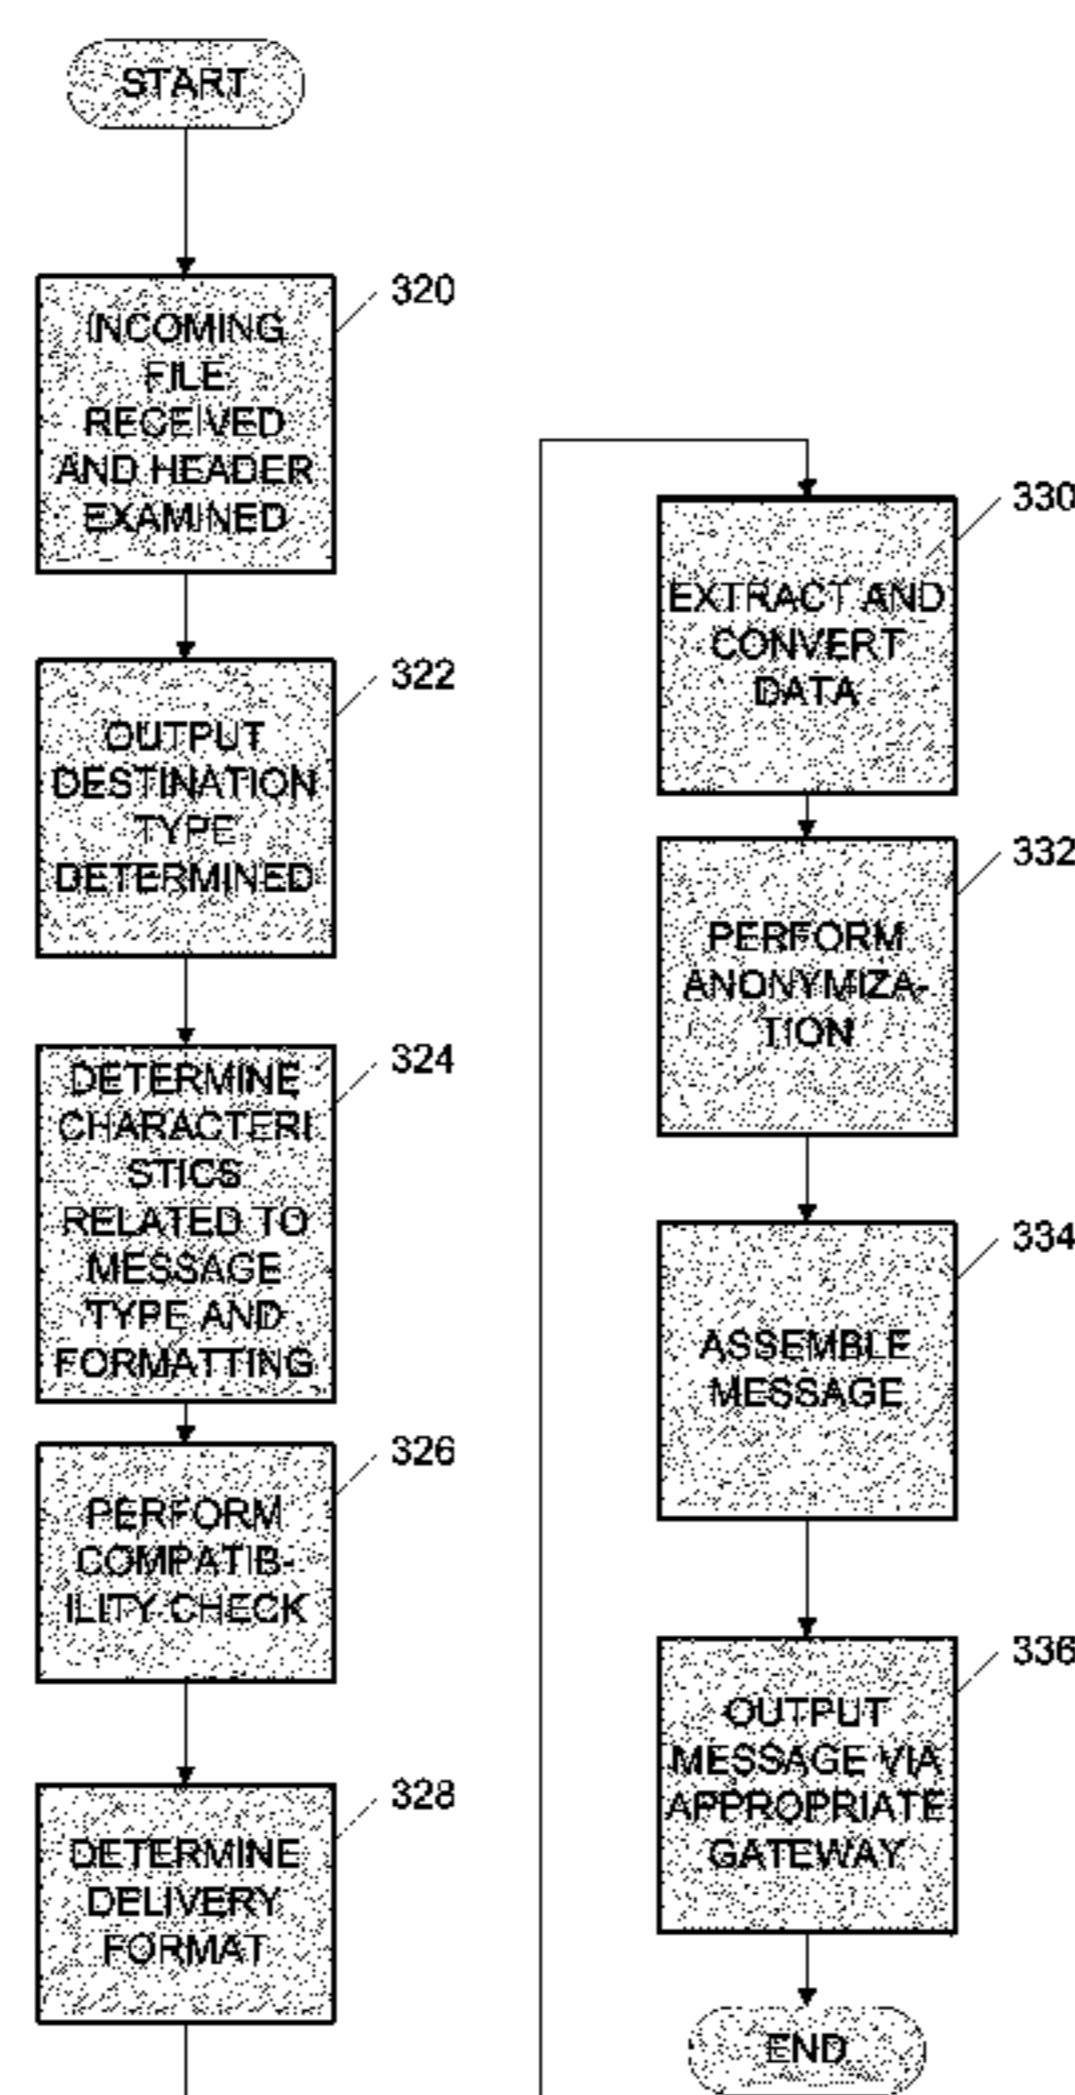 START
320
INCOMING
FILE
RECEIVED
AND HEADER
EXAMINED
322
OUTPUT
DESTINATION
TYPE
DETERMINED
324
DETERMINE
CHARACTERI
STICS
RELATED TO
MESSAGE
TYPE AND
FORMATTING
326
PERFORM
COMPATIB-
ILITY CHECK
328
DETERMINE
DELIVERY
FORMAT
330
EXTRACT AND
CONVERT
DATA
332
PERFORM
ANONYMIZA-
TION
334
ASSEMBLE
MESSAGE
336
OUTPUT
MESSAGE VIA
APPROPRIATE
GATEWAY
END